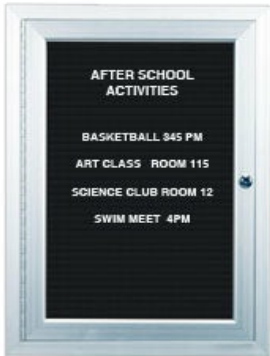 AFTER SCHOOL
ACTIVITIES
BASKETBALL 345 PM
ART CLASS ROOM 115
SCIENCE CLUB ROOM 12
SWIM MEET 4PM